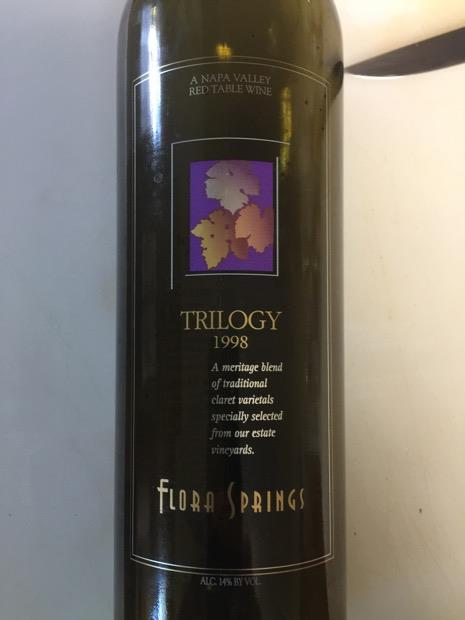 A NAPA VALLEY
RED TABLE WINE
TRILOGY
1998
A meritage blend
of traditional
claret varietals
specially selected
from our estate
vineyards.
FLORA SPRINGS
ALC. 14% BY VOL.